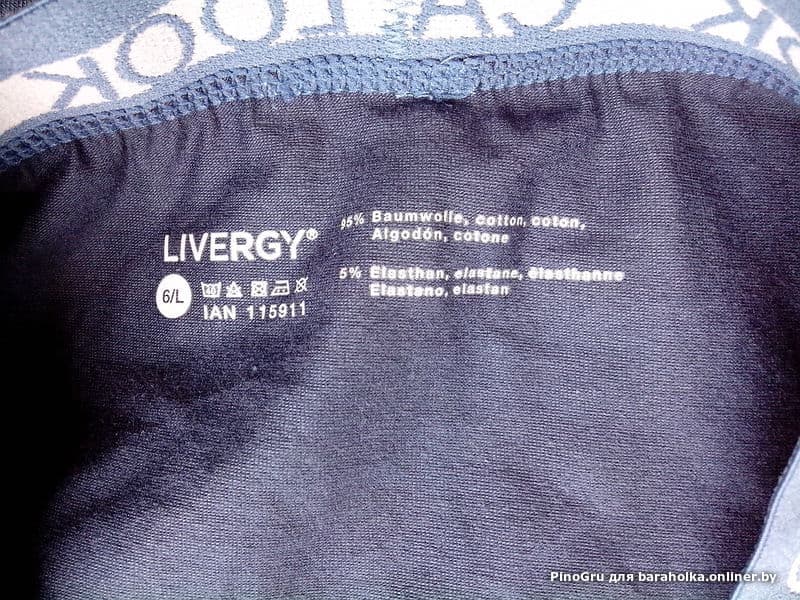 LOOK
LIVERGY®
6/L
IAN 115911
95% Baumwolle, cotton, coton,
Algodón, cotone
5% Elasthan, elastane, élasthanne
Elastano, elastan
PinoGru для baraholka.onliner.by